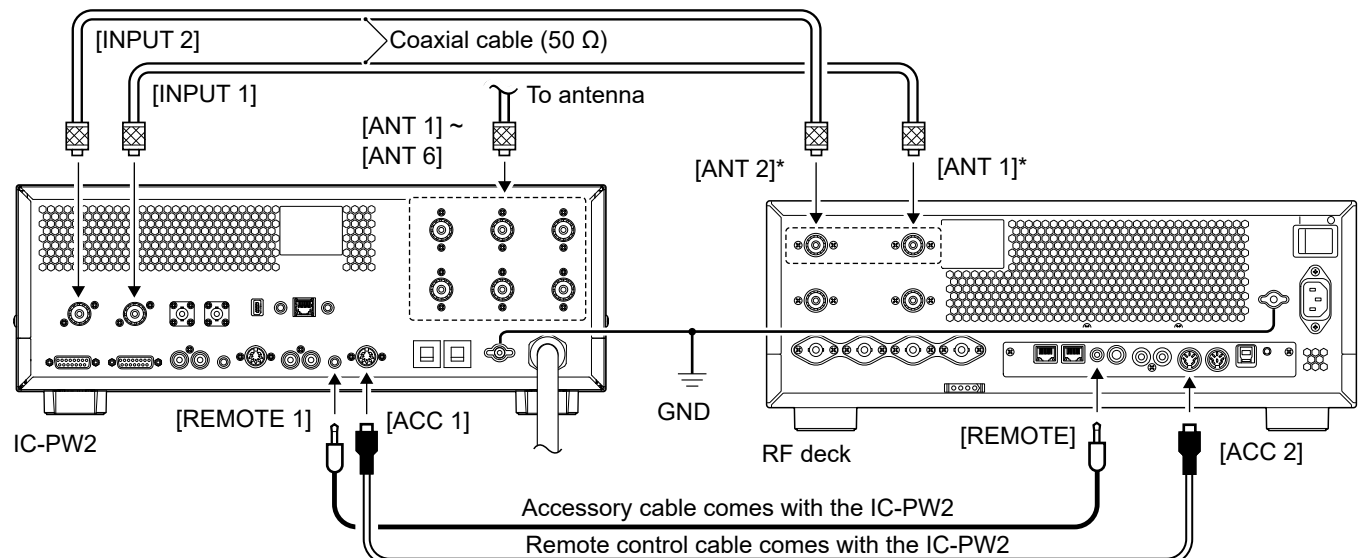 [INPUT 2]
Coaxial cable (50 Ω)
[INPUT 1]
To antenna
[ANT 1] ~
[ANT 6]
[ANT 2]*
[ANT 1]*
GND
[REMOTE 1]
[ACC 1]
[REMOTE]
[ACC 2]
IC-PW2
RF deck
Accessory cable comes with the IC-PW2
Remote control cable comes with the IC-PW2